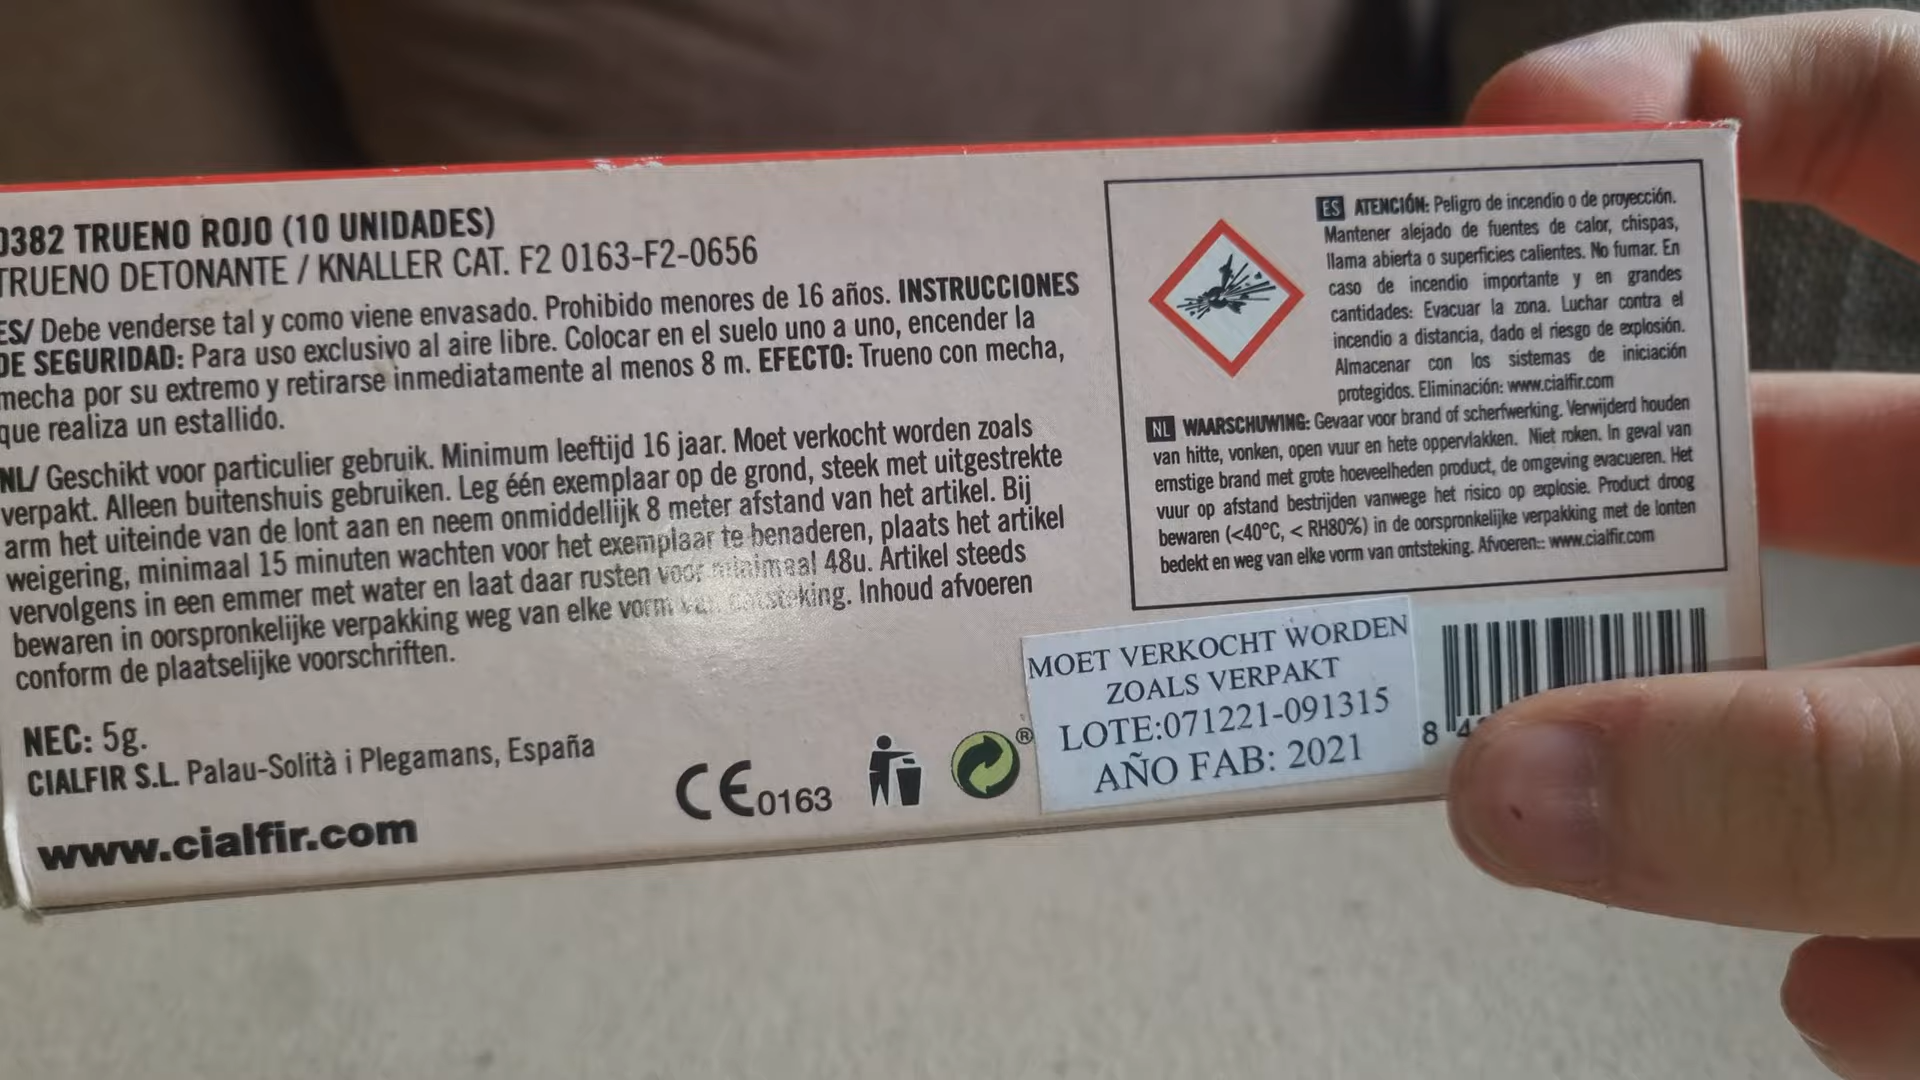 0382 TRUENO ROJO (10 UNIDADES)
TRUENO DETONANTE / KNALLER CAT. F2 0163-F2-0656
ES/ Debe venderse tal y como viene envasado. Prohibido menores de 16 años. INSTRUCCIONES
DE SEGURIDAD: Para uso exclusivo al aire libre. Colocar en el suelo uno a uno, encender la
mecha por su extremo y retirarse inmediatamente al menos 8 m. EFECTO: Trueno con mecha,
que realiza un estallido.
NL/ Geschikt voor particulier gebruik. Minimum leeftijd 16 jaar. Moet verkocht worden zoals
verpakt. Alleen buitenshuis gebruiken. Leg één exemplaar op de grond, steek met uitgestrekte
arm het uiteinde van de lont aan en neem onmiddellijk 8 meter afstand van het artikel. Bij
weigering, minimaal 15 minuten wachten voor het exemplaar te benaderen, plaats het artikel
vervolgens in een emmer met water en laat daar rusten voor minimaal 48u. Artikel steeds
bewaren in oorspronkelijke verpakking weg van elke vorm van ontsteking. Inhoud afvoeren
conform de plaatselijke voorschriften.
NEC: 5g.
CIALFIR S.L. Palau-Solità i Plegamans, España
www.cialfir.com
CE0163
®
ES ATENCIÓN: Peligro de incendio o de proyección.
Mantener alejado de fuentes de calor, chispas,
llama abierta o superficies calientes. No fumar. En
caso de incendio importante y en grandes
cantidades: Evacuar la zona. Luchar contra el
incendio a distancia, dado el riesgo de explosión.
Almacenar con los sistemas de iniciación
protegidos. Eliminación: www.cialfir.com
NL WAARSCHUWING: Gevaar voor brand of scherfwerking. Verwijderd houden
van hitte, vonken, open vuur en hete oppervlakken. Niet roken. In geval van
ernstige brand met grote hoeveelheden product, de omgeving evacueren. Het
vuur op afstand bestrijden vanwege het risico op explosie. Product droog
bewaren (<40°C, < RH80%) in de oorspronkelijke verpakking met de lonten
bedekt en weg van elke vorm van ontsteking. Afvoeren:: www.cialfir.com
MOET VERKOCHT WORDEN
ZOALS VERPAKT
LOTE:071221-091315
AÑO FAB: 2021
8